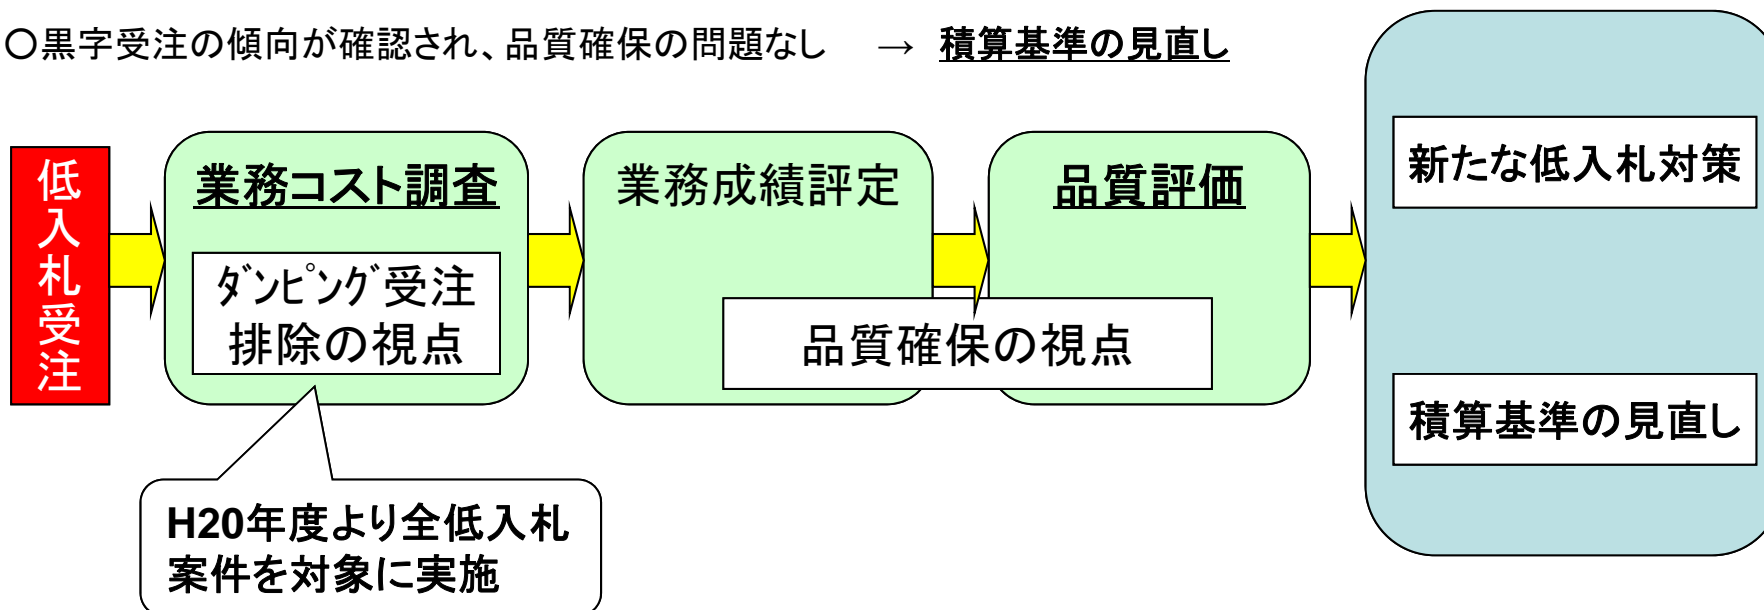 〇黒字受注の傾向が確認され、品質確保の問題なし → 積算基準の見直し
低入札受注
業務コスト調査
ﾀﾞﾝﾋﾟﾝｸﾞ受注
排除の視点
業務成績評定
品質評価
品質確保の視点
新たな低入札対策
積算基準の見直し
H20年度より全低入札
案件を対象に実施